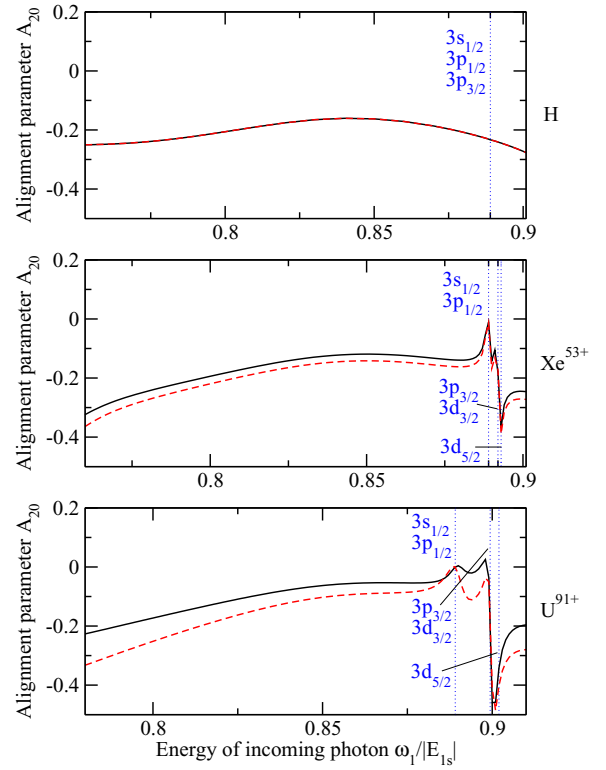 0.2
0
-0.2
-0.4
Alignment parameter A20
3s1/2
3p1/2
3p3/2
H
0.8 0.85 0.9
0.2
0
-0.2
-0.4
Alignment parameter A20
3s1/2
3p1/2
3p3/2
3d3/2
3d5/2
Xe53+
0.8 0.85 0.9
0.2
0
-0.2
-0.4
Alignment parameter A20
3s1/2
3p1/2
3p3/2
3d3/2
3d5/2
U91+
0.8 0.85 0.9
Energy of incoming photon ω1/|E1s|